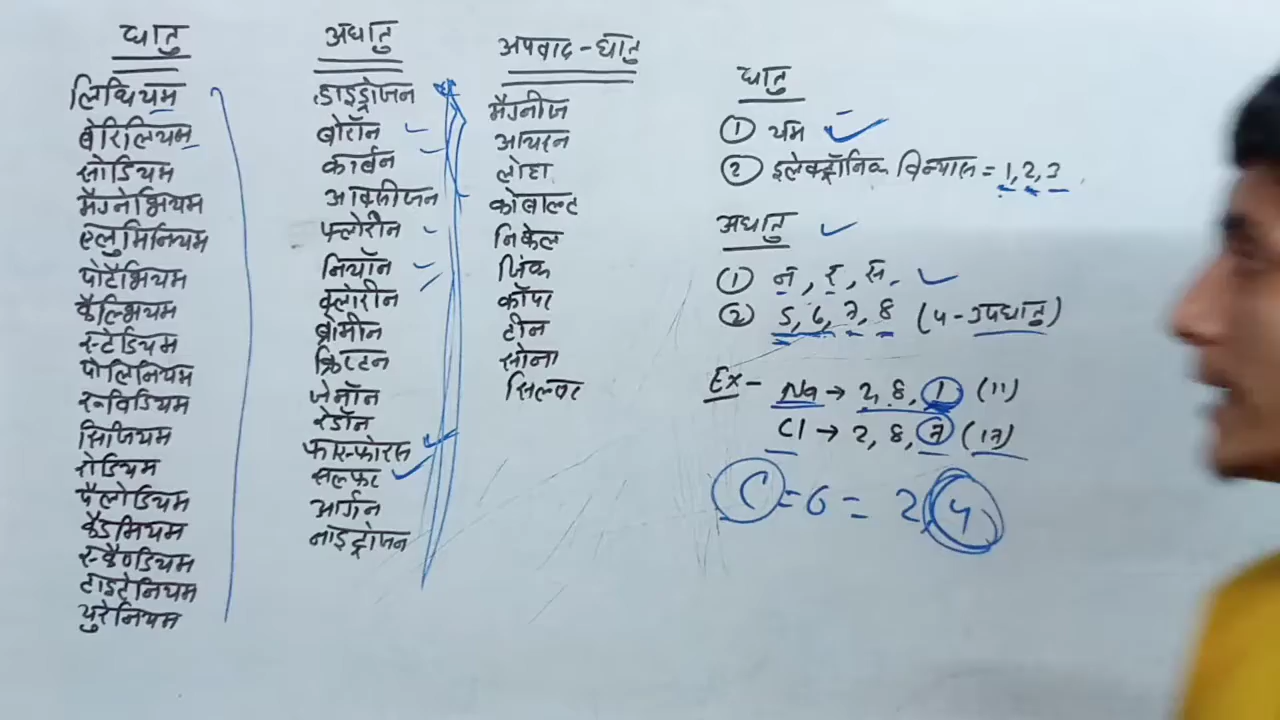 धातु
लिथियम
बेरिलियम
सोडियम
मैग्नेशियम
एलुमिनियम
पोटैशियम
कैल्शियम
स्टेडियम
पोलिनियम
रूबिडियम
सिजियम
रोडियम
पैलोडियम
कैडमियम
स्कैण्डियम
टाइटेनियम
युरेनियम
अधातु
हाइड्रोजन
बोरॉन
कार्बन
आक्सीजन
फ्लोरीन
नियॉन
क्लोरीन
ब्रोमीन
क्रिप्टन
जेनॉन
रेडॉन
फास्फोरस
सल्फर
आर्गन
नाइट्रोजन
अपवाद - धातु
मैग्नीज
आयरन
लोहा
कोबाल्ट
निकेल
जिंक
कॉपर
टीन
सोना
सिल्वर
धातु
① यम
② इलेक्ट्रॉनिक विन्यास = 1, 2, 3
अधातु
① न, र, स.
② 5, 6, 7, 8 (4 - उपधातु)
Ex - Na → 2, 8, 1 (11)
Cl → 2, 8, 7 (17)
C = 6 = 2, 4